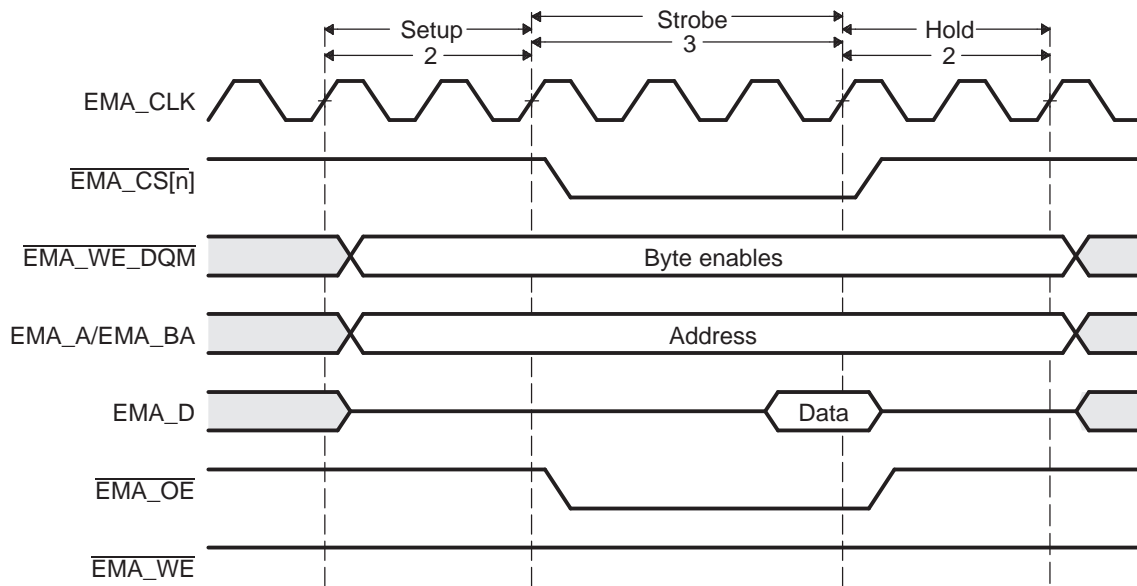 Setup
2
Strobe
3
Hold
2
EMA_CLK
EMA_CS[n]
EMA_WE_DQM
Byte enables
EMA_A/EMA_BA
Address
EMA_D
Data
EMA_OE
EMA_WE